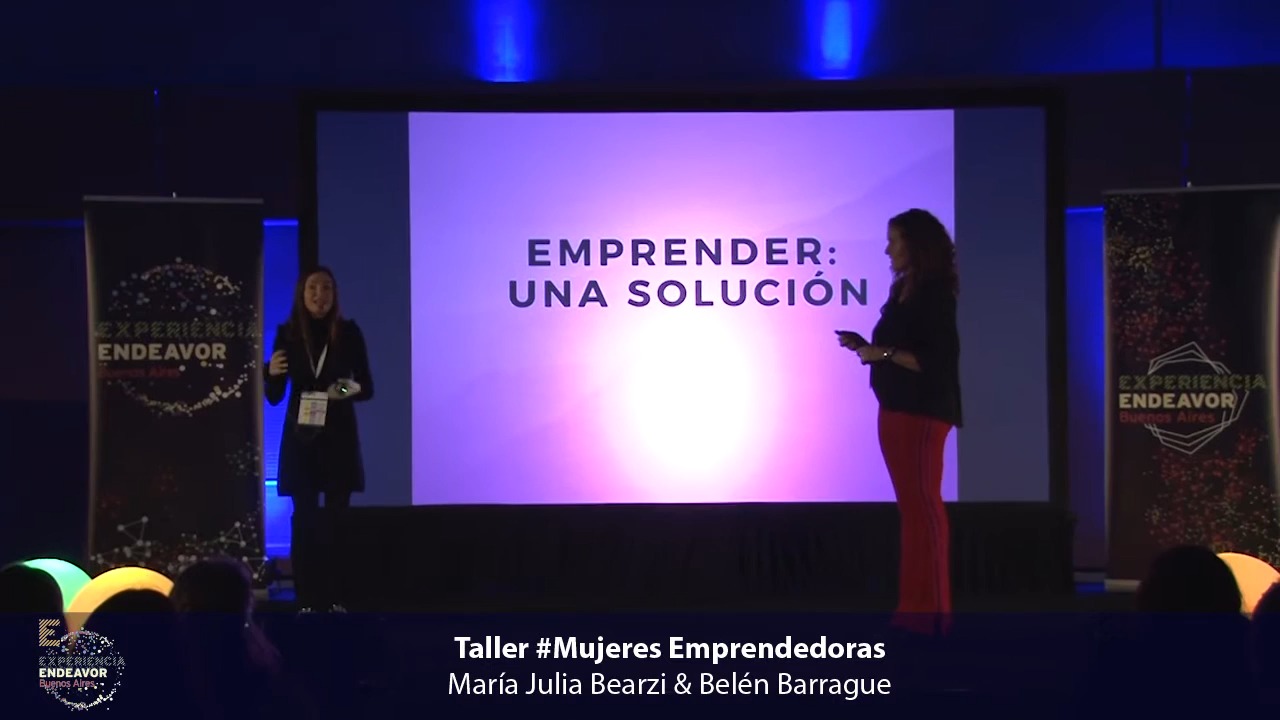 EMPRENDER:
UNA SOLUCIÓN
EXPERIENCIA
ENDEAVOR
Buenos Aires
EXPERIENCIA
ENDEAVOR
Buenos Aires
Taller #Mujeres Emprendedoras
María Julia Bearzi & Belén Barrague
E
EXPERIENCIA
ENDEAVOR
Buenos Aires